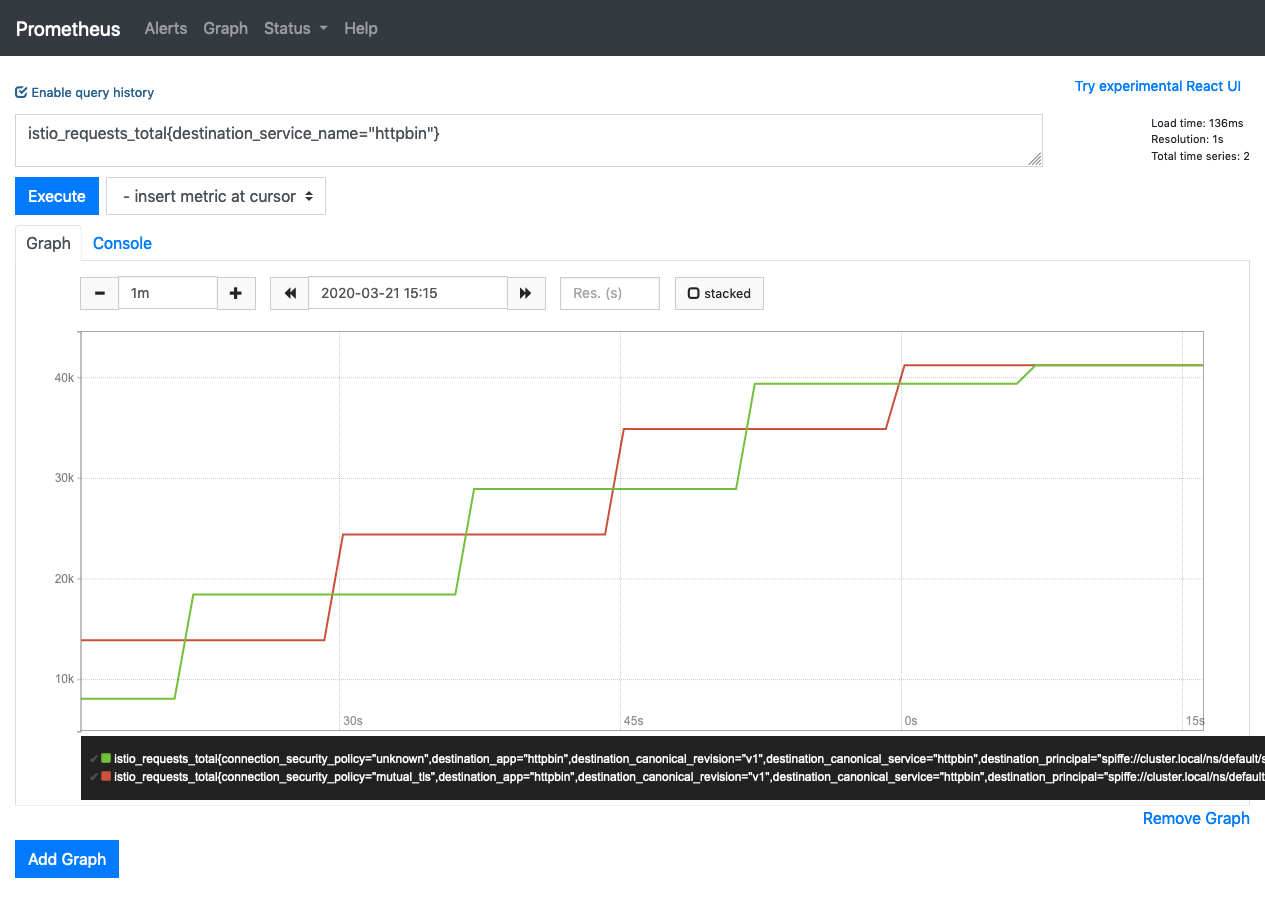 Prometheus Alerts Graph Status Help
Enable query history
Try experimental React UI
istio_requests_total{destination_service_name="httpbin"}
Load time: 136ms
Resolution: 1s
Total time series: 2
Execute - insert metric at cursor
Graph Console
1m 2020-03-21 15:15 Res. (s) stacked
40k
30k
20k
10k
30s 45s 0s 15s
istio_requests_total{connection_security_policy="unknown",destination_app="httpbin",destination_canonical_revision="v1",destination_canonical_service="httpbin",destination_principal="spiffe://cluster.local/ns/default/s
istio_requests_total{connection_security_policy="mutual_tls",destination_app="httpbin",destination_canonical_revision="v1",destination_canonical_service="httpbin",destination_principal="spiffe://cluster.local/ns/default
Remove Graph
Add Graph